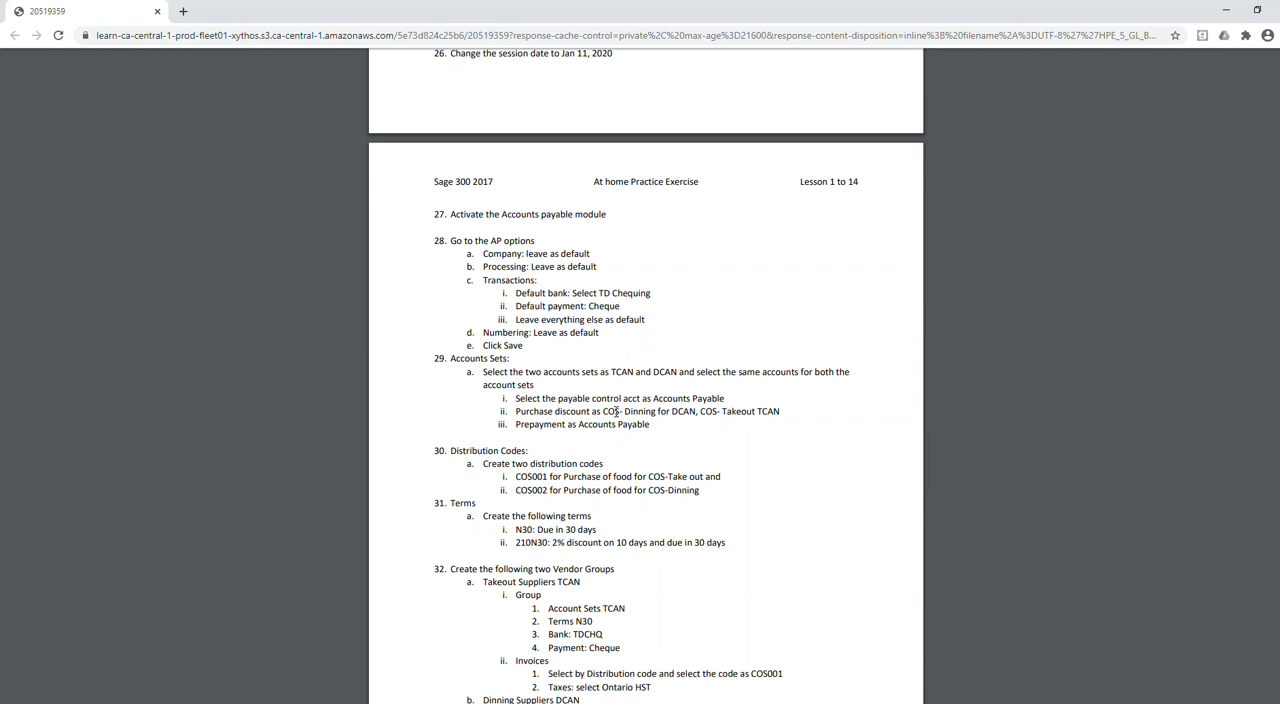 20519359
learn-ca-central-1-prod-fleet01-xythos.s3.ca-central-1.amazonaws.com/5e73d824c25b6/20519359?response-cache-control=private%2C%20max-age%3D21600&response-content-disposition=inline%3B%20filename%2A%3DUTF-8%27%27HPE_5_GL_B...
26. Change the session date to Jan 11, 2020
Sage 300 2017 At home Practice Exercise Lesson 1 to 14
27. Activate the Accounts payable module
28. Go to the AP options
a. Company: leave as default
b. Processing: Leave as default
c. Transactions:
i. Default bank: Select TD Chequing
ii. Default payment: Cheque
iii. Leave everything else as default
d. Numbering: Leave as default
e. Click Save
29. Accounts Sets:
a. Select the two accounts sets as TCAN and DCAN and select the same accounts for both the
account sets
i. Select the payable control acct as Accounts Payable
ii. Purchase discount as COS- Dinning for DCAN, COS- Takeout TCAN
iii. Prepayment as Accounts Payable
30. Distribution Codes:
a. Create two distribution codes
i. COS001 for Purchase of food for COS-Take out and
ii. COS002 for Purchase of food for COS-Dinning
31. Terms
a. Create the following terms
i. N30: Due in 30 days
ii. 210N30: 2% discount on 10 days and due in 30 days
32. Create the following two Vendor Groups
a. Takeout Suppliers TCAN
i. Group
1. Account Sets TCAN
2. Terms N30
3. Bank: TDCHQ
4. Payment: Cheque
ii. Invoices
1. Select by Distribution code and select the code as COS001
2. Taxes: select Ontario HST
b. Dinning Suppliers DCAN